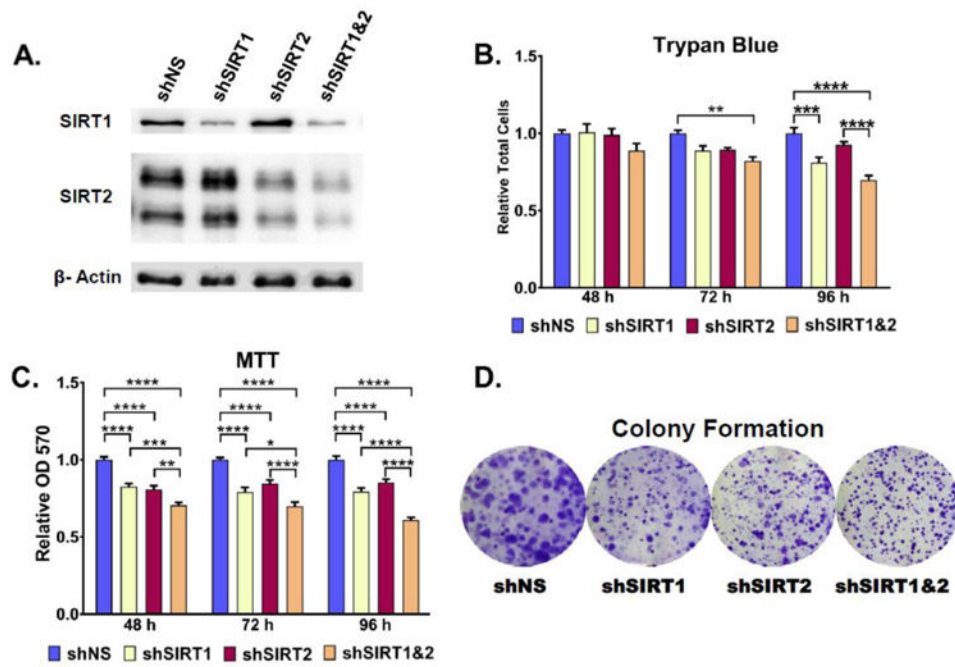 A.
shNS
shSIRT1
shSIRT2
shSIRT1&2
SIRT1
SIRT2
β- Actin
B.
Trypan Blue
Relative Total Cells
1.5
1.0
0.5
0.0
**
****
***
****
48 h
72 h
96 h
shNS shSIRT1 shSIRT2 shSIRT1&2
C.
MTT
Relative OD 570
1.5
1.0
0.5
0.0
****
****
****
***
**
****
****
****
*
****
****
****
****
****
****
48 h
72 h
96 h
shNS shSIRT1 shSIRT2 shSIRT1&2
D.
Colony Formation
shNS shSIRT1 shSIRT2 shSIRT1&2